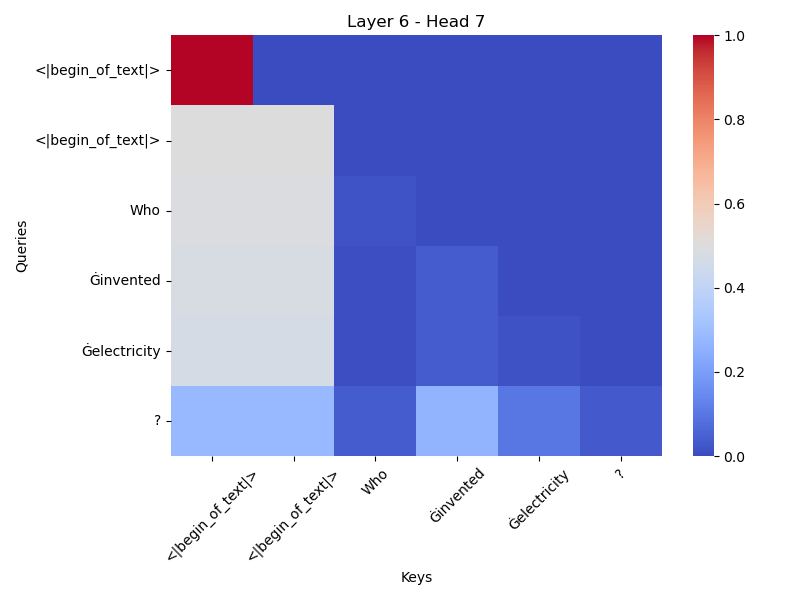 Layer 6 - Head 7
<|begin_of_text|>
<|begin_of_text|>
Who
Ġinvented
Ġelectricity
?
Queries
<|begin_of_text|>
<|begin_of_text|>
Who
Ġinvented
Ġelectricity
?
Keys
1.0
0.8
0.6
0.4
0.2
0.0